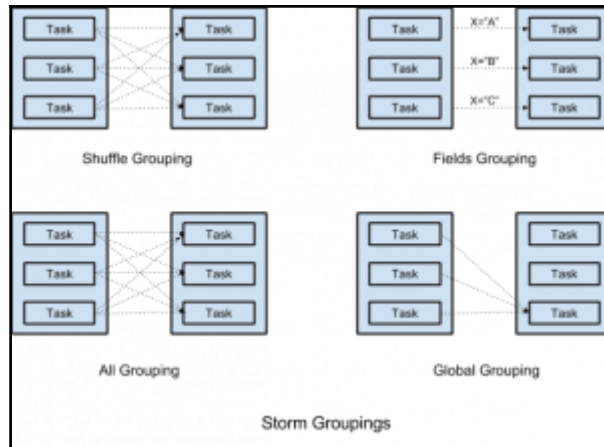 Task Task Task X="A" Task
Task Task Task X="B" Task
Task Task Task X="C" Task
Shuffle Grouping Fields Grouping
Task Task Task Task
Task Task Task Task
Task Task Task Task
All Grouping Global Grouping
Storm Groupings